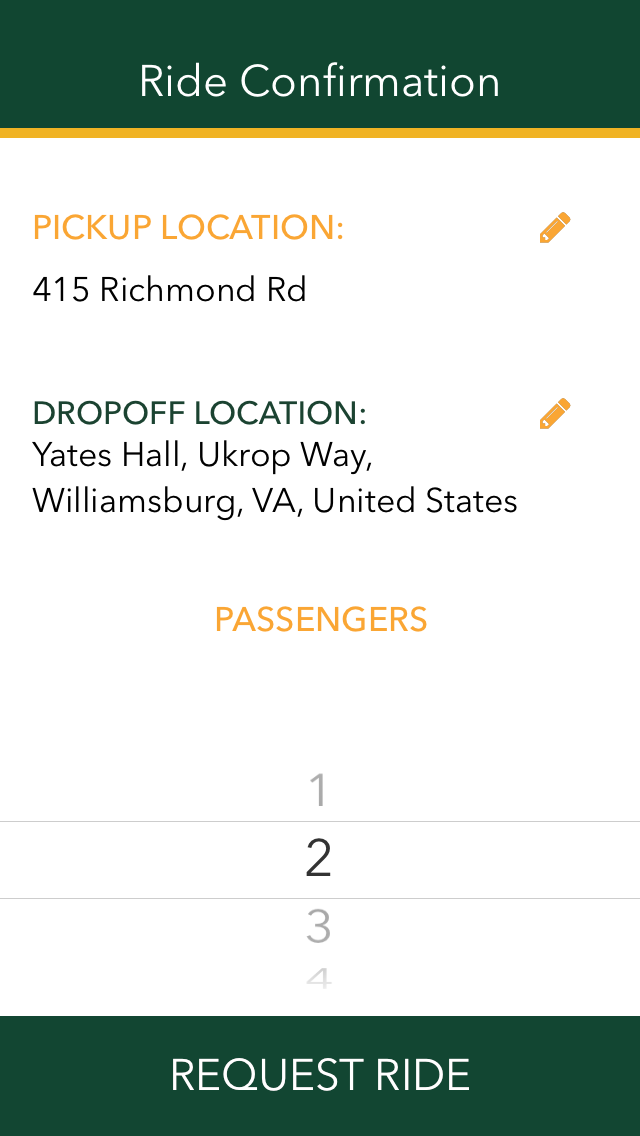 Ride Confirmation
PICKUP LOCATION:
415 Richmond Rd
DROPOFF LOCATION:
Yates Hall, Ukrop Way,
Williamsburg, VA, United States
PASSENGERS
1
2
3
4
REQUEST RIDE